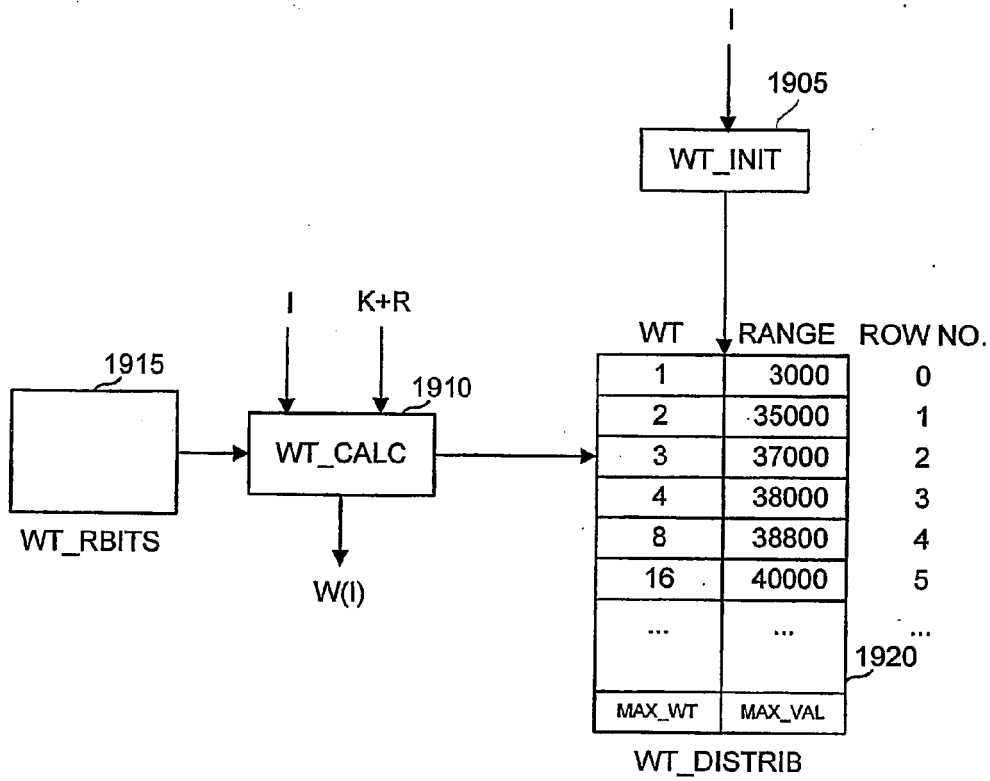 I
1905
WT_INIT
I K+R
WT RANGE ROW NO.
1915
1910
1 3000 0
2 35000 1
WT_CALC
3 37000 2
4 38000 3
8 38800 4
WT_RBITS
16 40000 5
W(I)
... ... ...
1920
MAX_WT MAX_VAL
WT_DISTRIB